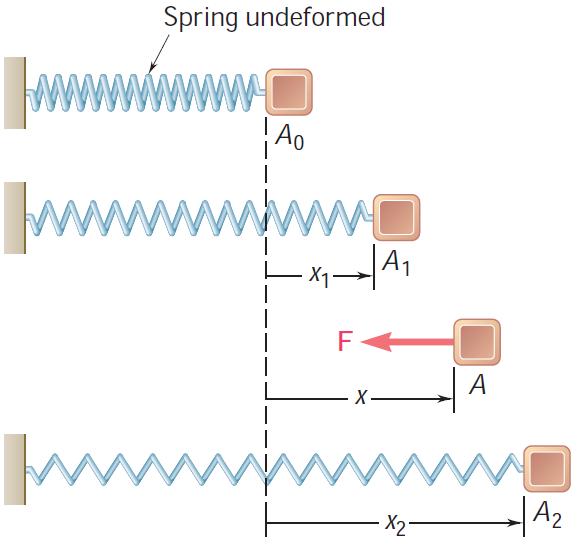 Spring undeformed
A0
x1
A1
F
x
A
x2
A2